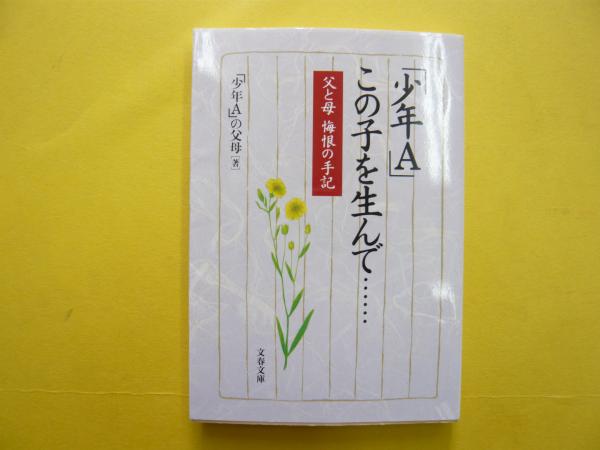 「少年A」
この子を生んで……
父と母 悔恨の手記
「少年A」の父母[著]
文春文庫